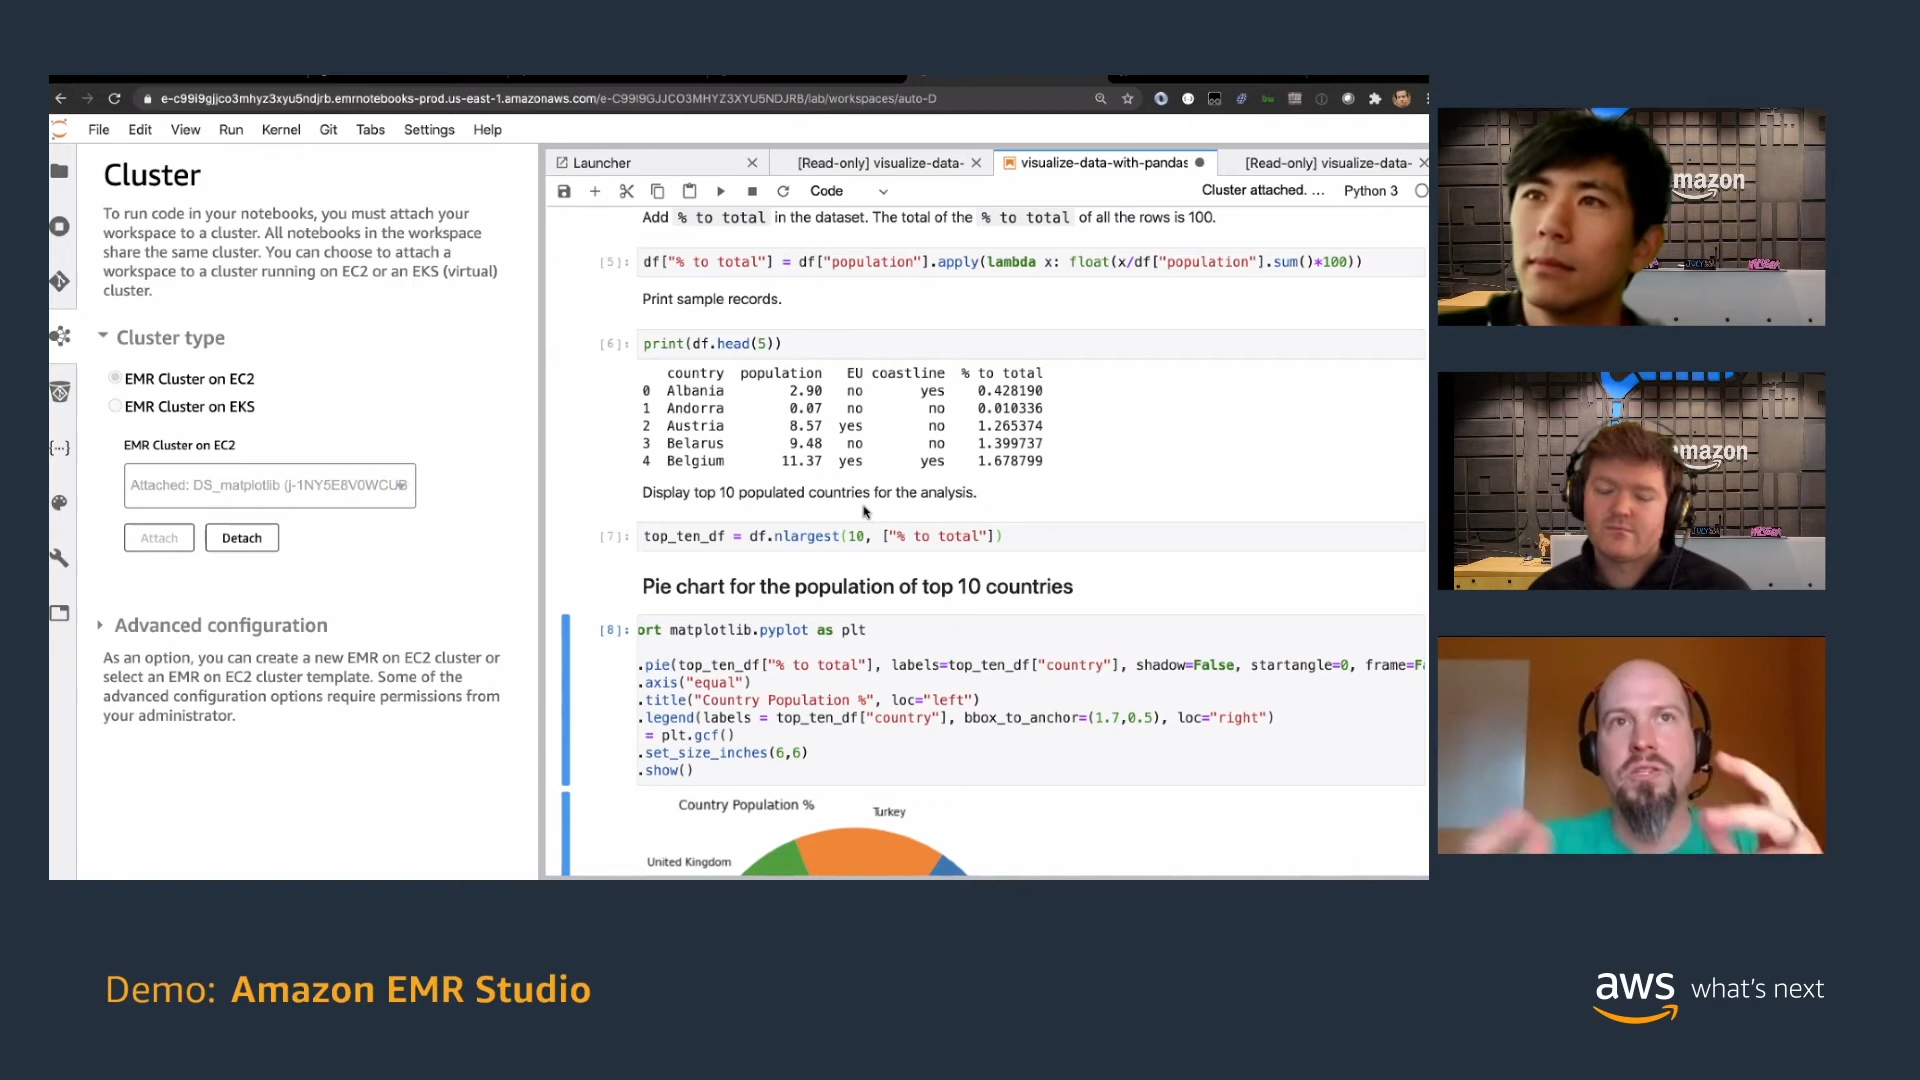 e-c99i9gjjco3mhyz3xyu5ndjrb.emrnotebooks-prod.us-east-1.amazonaws.com/e-C99I9GJJCO3MHYZ3XYU5NDJRB/lab/workspaces/auto-D
File Edit View Run Kernel Git Tabs Settings Help
Cluster
To run code in your notebooks, you must attach your
workspace to a cluster. All notebooks in the workspace
share the same cluster. You can choose to attach a
workspace to a cluster running on EC2 or an EKS (virtual)
cluster.
Cluster type
EMR Cluster on EC2
EMR Cluster on EKS
EMR Cluster on EC2
Attached: DS_matplotlib (j-1NY5E8V0WCUB
Attach Detach
Advanced configuration
As an option, you can create a new EMR on EC2 cluster or
select an EMR on EC2 cluster template. Some of the
advanced configuration options require permissions from
your administrator.
Launcher [Read-only] visualize-data- visualize-data-with-pandas [Read-only] visualize-data-
Code Cluster attached. ... Python 3
Add % to total in the dataset. The total of the % to total of all the rows is 100.
[5]: df["% to total"] = df["population"].apply(lambda x: float(x/df["population"].sum()*100))
Print sample records.
[6]: print(df.head(5))
country population EU coastline % to total
0 Albania 2.90 no yes 0.428190
1 Andorra 0.07 no no 0.010336
2 Austria 8.57 yes no 1.265374
3 Belarus 9.48 no no 1.399737
4 Belgium 11.37 yes yes 1.678799
Display top 10 populated countries for the analysis.
[7]: top_ten_df = df.nlargest(10, ["% to total"])
Pie chart for the population of top 10 countries
[8]: ort matplotlib.pyplot as plt
.pie(top_ten_df["% to total"], labels=top_ten_df["country"], shadow=False, startangle=0, frame=Fa
.axis("equal")
.title("Country Population %", loc="left")
.legend(labels = top_ten_df["country"], bbox_to_anchor=(1.7,0.5), loc="right")
= plt.gcf()
.set_size_inches(6,6)
.show()
Country Population %
Turkey
United Kingdom
mazon
amazon
Demo: Amazon EMR Studio
aws what's next